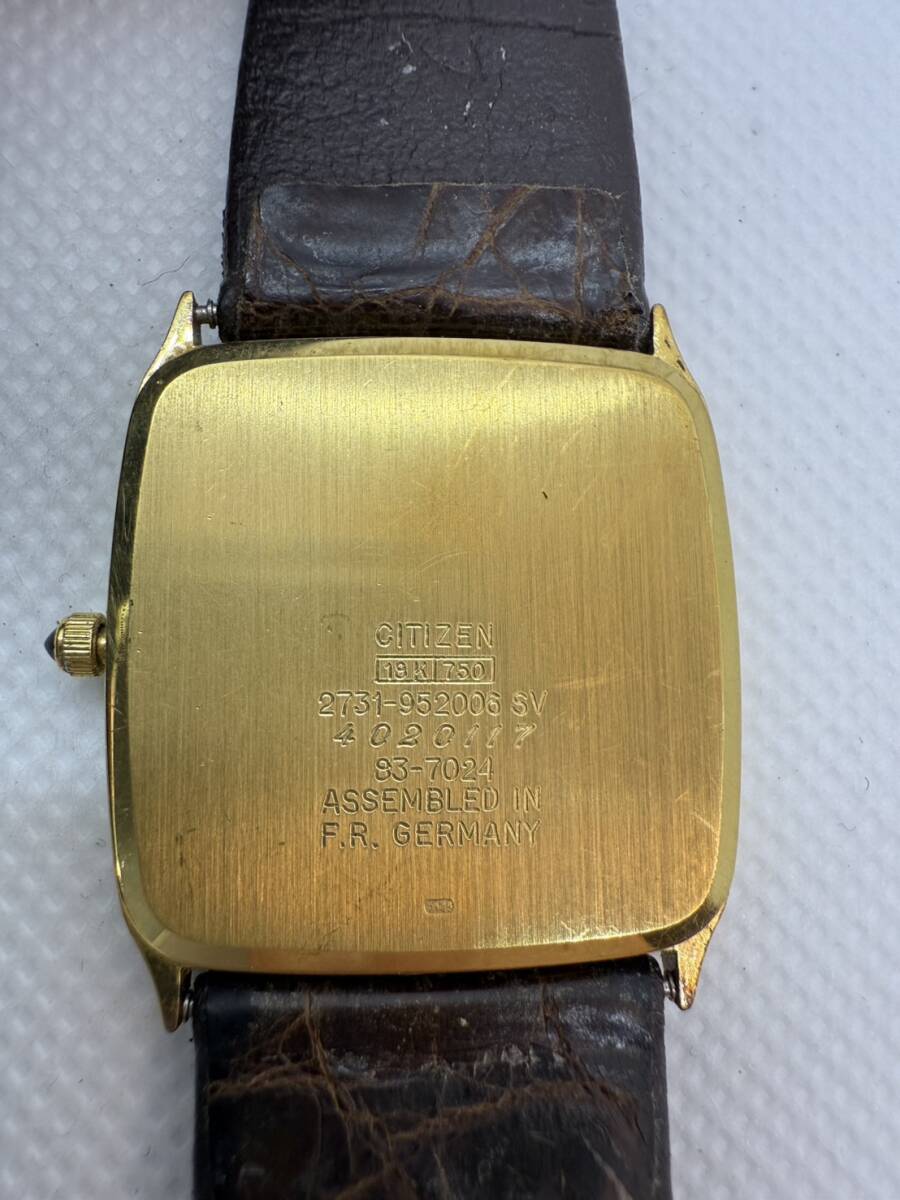 CITIZEN
18K 750
2731-952006 SV
4020117
83-7024
ASSEMBLED IN
F.R. GERMANY